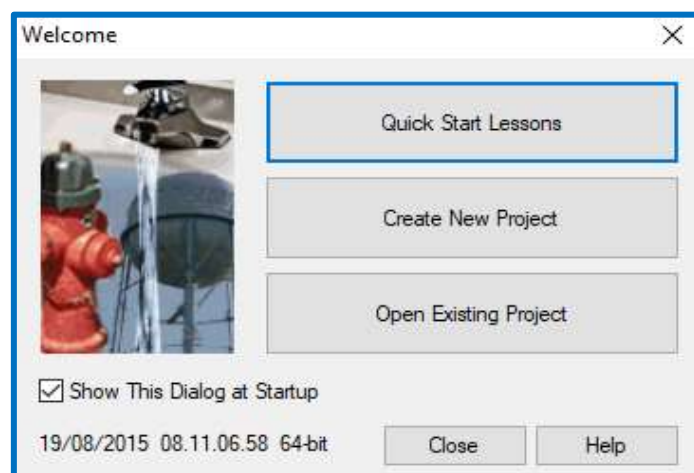 Welcome
Quick Start Lessons
Create New Project
Open Existing Project
Show This Dialog at Startup
19/08/2015 08.11.06.58 64-bit
Close
Help